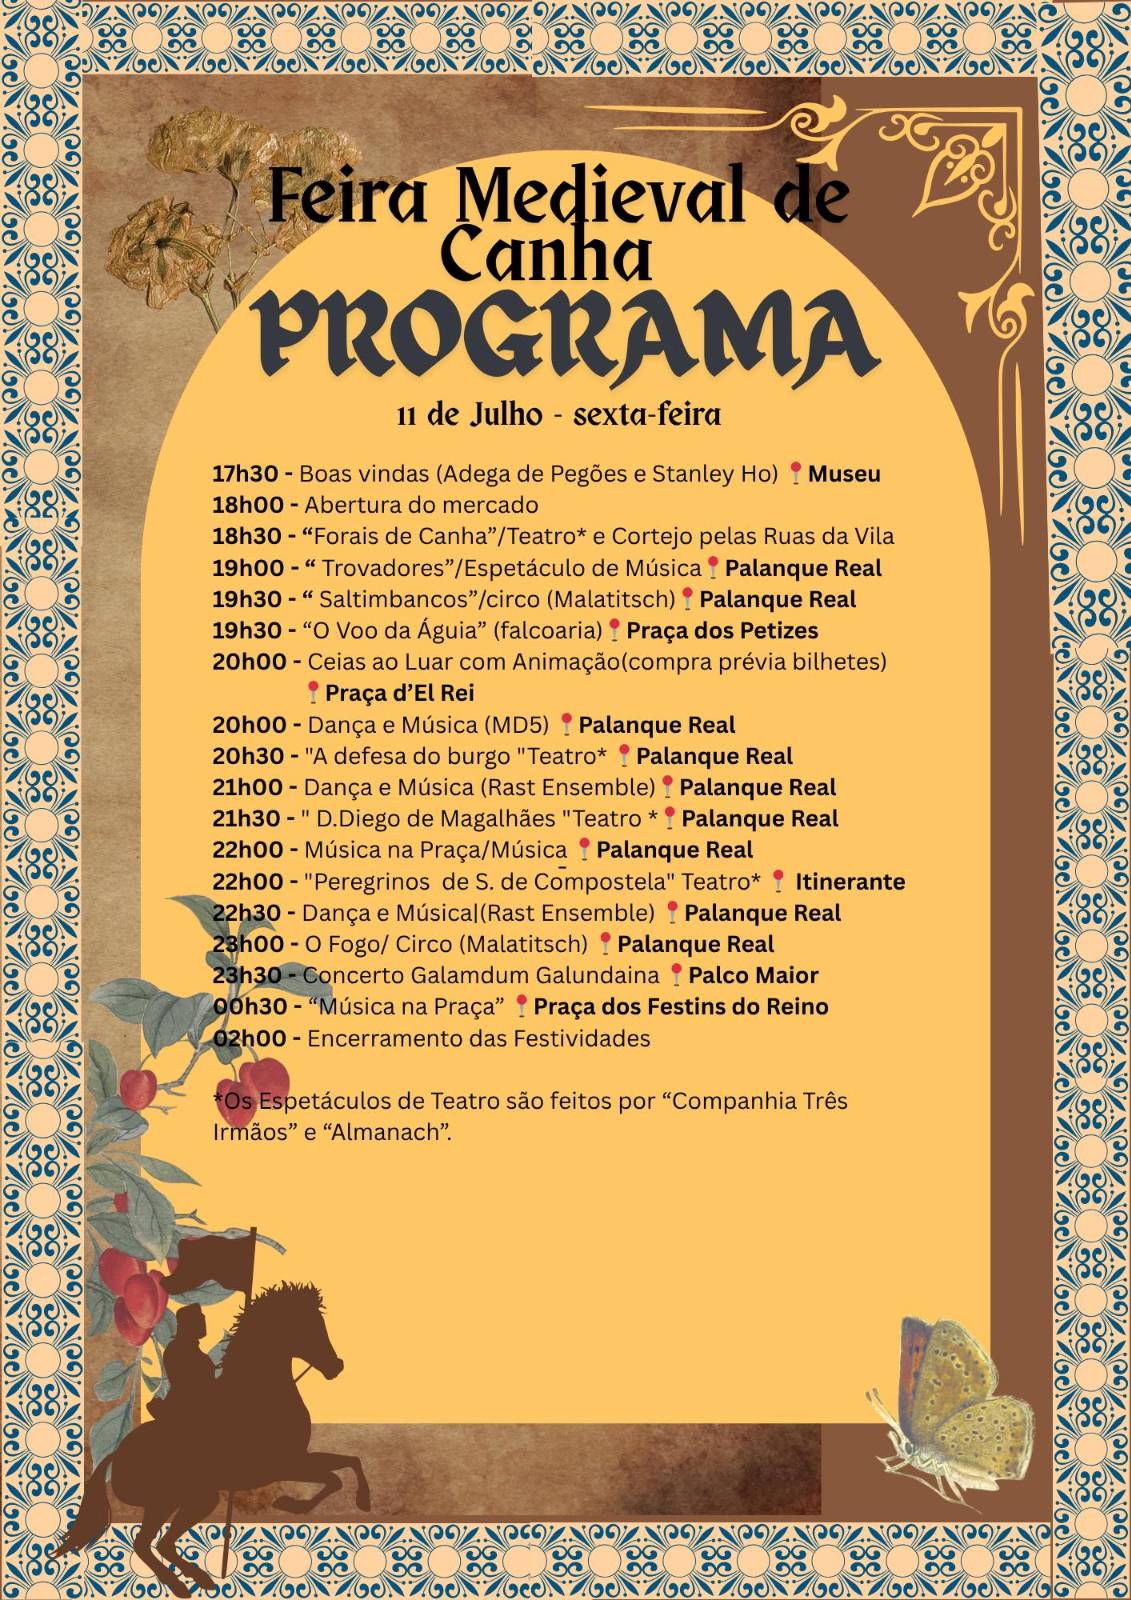 Feira Medieval de
Canha
PROGRAMA
11 de Julho - sexta-feira
17h30 - Boas vindas (Adega de Pegões e Stanley Ho) 📍Museu
18h00 - Abertura do mercado
18h30 - “Forais de Canha”/Teatro* e Cortejo pelas Ruas da Vila
19h00 - “ Trovadores”/Espetáculo de Música📍Palanque Real
19h30 - “ Saltimbancos”/circo (Malatitsch)📍Palanque Real
19h30 - “O Voo da Águia” (falcoaria)📍Praça dos Petizes
20h00 - Ceias ao Luar com Animação(compra prévia bilhetes)
📍Praça d’El Rei
20h00 - Dança e Música (MD5) 📍Palanque Real
20h30 - "A defesa do burgo "Teatro* 📍Palanque Real
21h00 - Dança e Música (Rast Ensemble)📍Palanque Real
21h30 - " D.Diego de Magalhães "Teatro *📍Palanque Real
22h00 - Música na Praça/Música 📍Palanque Real
22h00 - "Peregrinos  de S. de Compostela" Teatro* 📍 Itinerante
22h30 - Dança e Música|(Rast Ensemble) 📍Palanque Real
23h00 - O Fogo/ Circo (Malatitsch) 📍Palanque Real
23h30 - Concerto Galamdum Galundaina 📍Palco Maior
00h30 - “Música na Praça” 📍Praça dos Festins do Reino
02h00 - Encerramento das Festividades
*Os Espetáculos de Teatro são feitos por “Companhia Três
Irmãos” e “Almanach”.